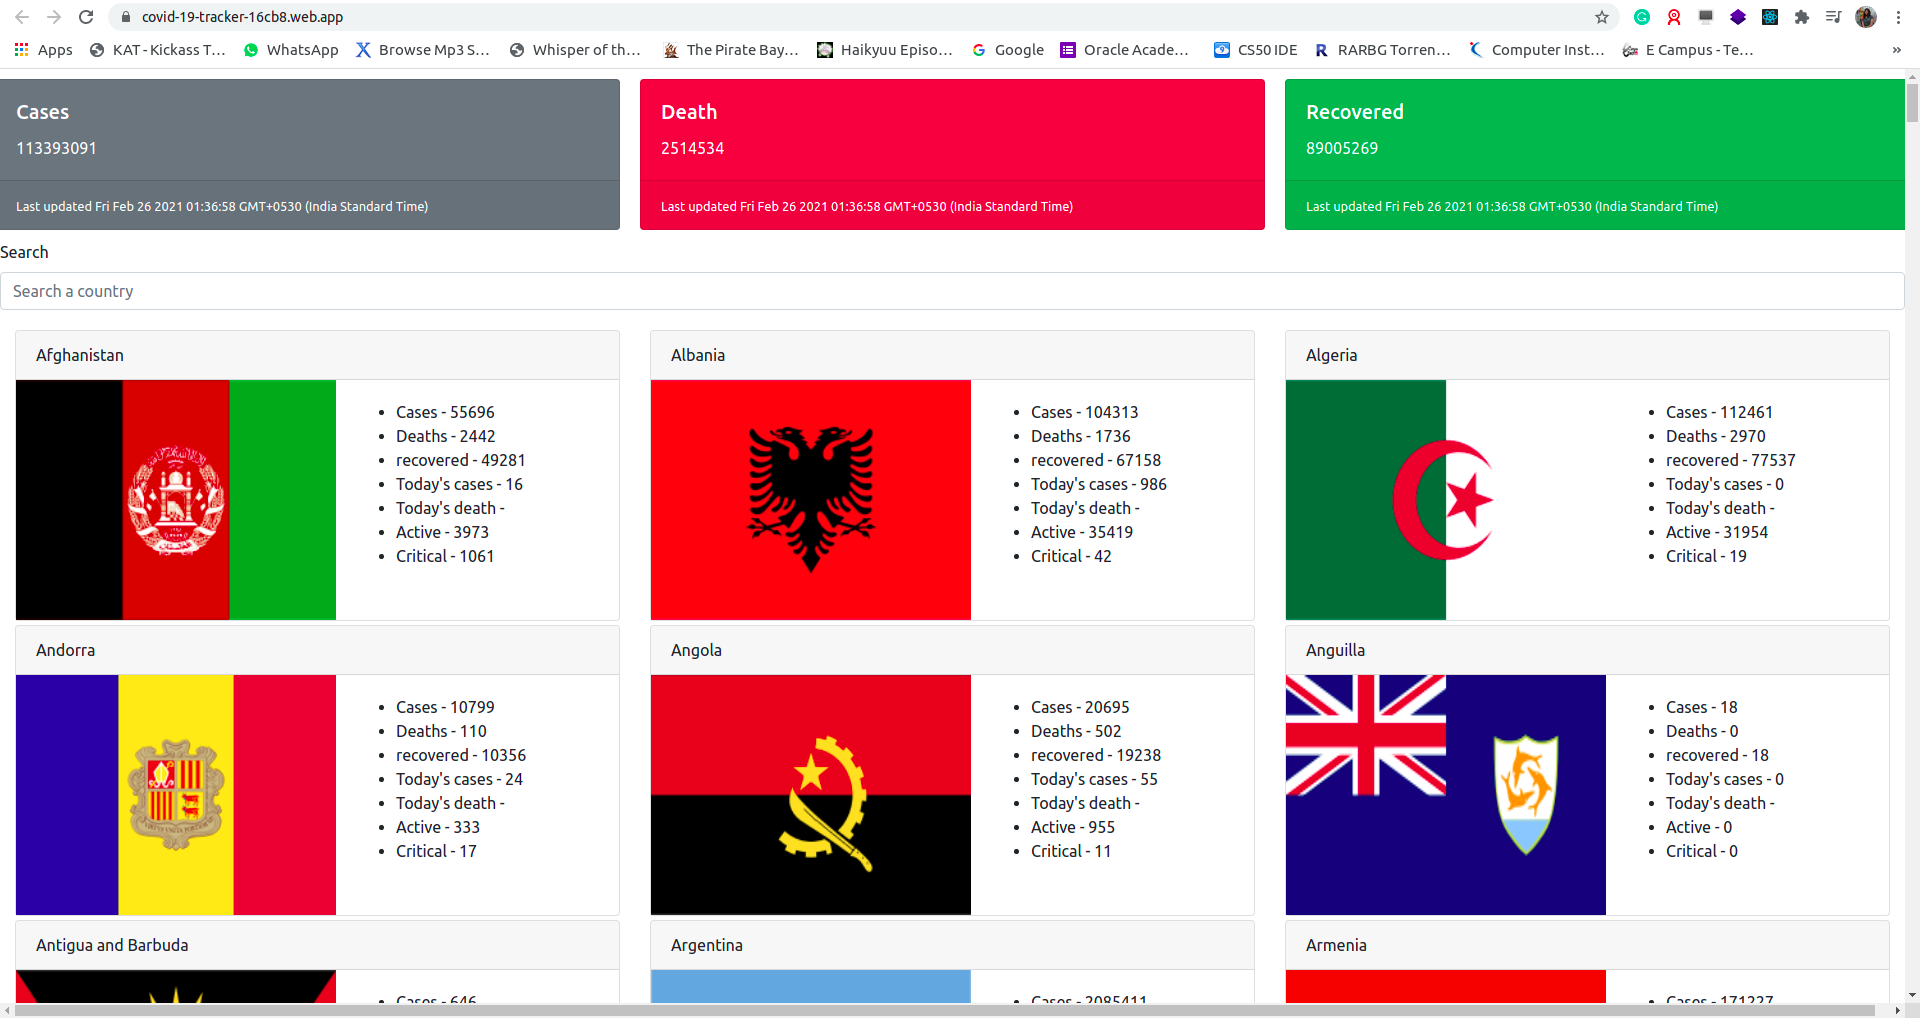 covid-19-tracker-16cb8.web.app
Apps KAT - Kickass T... WhatsApp Browse Mp3 S... Whisper of th... The Pirate Bay... Haikyuu Episo... Google Oracle Acade... CS50 IDE RARBG Torren... Computer Inst... E Campus - Te... »
Cases
113393091
Last updated Fri Feb 26 2021 01:36:58 GMT+0530 (India Standard Time)
Death
2514534
Last updated Fri Feb 26 2021 01:36:58 GMT+0530 (India Standard Time)
Recovered
89005269
Last updated Fri Feb 26 2021 01:36:58 GMT+0530 (India Standard Time)
Search
Search a country
Afghanistan
Cases - 55696
Deaths - 2442
recovered - 49281
Today's cases - 16
Today's death -
Active - 3973
Critical - 1061
Albania
Cases - 104313
Deaths - 1736
recovered - 67158
Today's cases - 986
Today's death -
Active - 35419
Critical - 42
Algeria
Cases - 112461
Deaths - 2970
recovered - 77537
Today's cases - 0
Today's death -
Active - 31954
Critical - 19
Andorra
Cases - 10799
Deaths - 110
recovered - 10356
Today's cases - 24
Today's death -
Active - 333
Critical - 17
Angola
Cases - 20695
Deaths - 502
recovered - 19238
Today's cases - 55
Today's death -
Active - 955
Critical - 11
Anguilla
Cases - 18
Deaths - 0
recovered - 18
Today's cases - 0
Today's death -
Active - 0
Critical - 0
Antigua and Barbuda
Cases - 646
Argentina
Cases - 2085411
Armenia
Cases - 171227